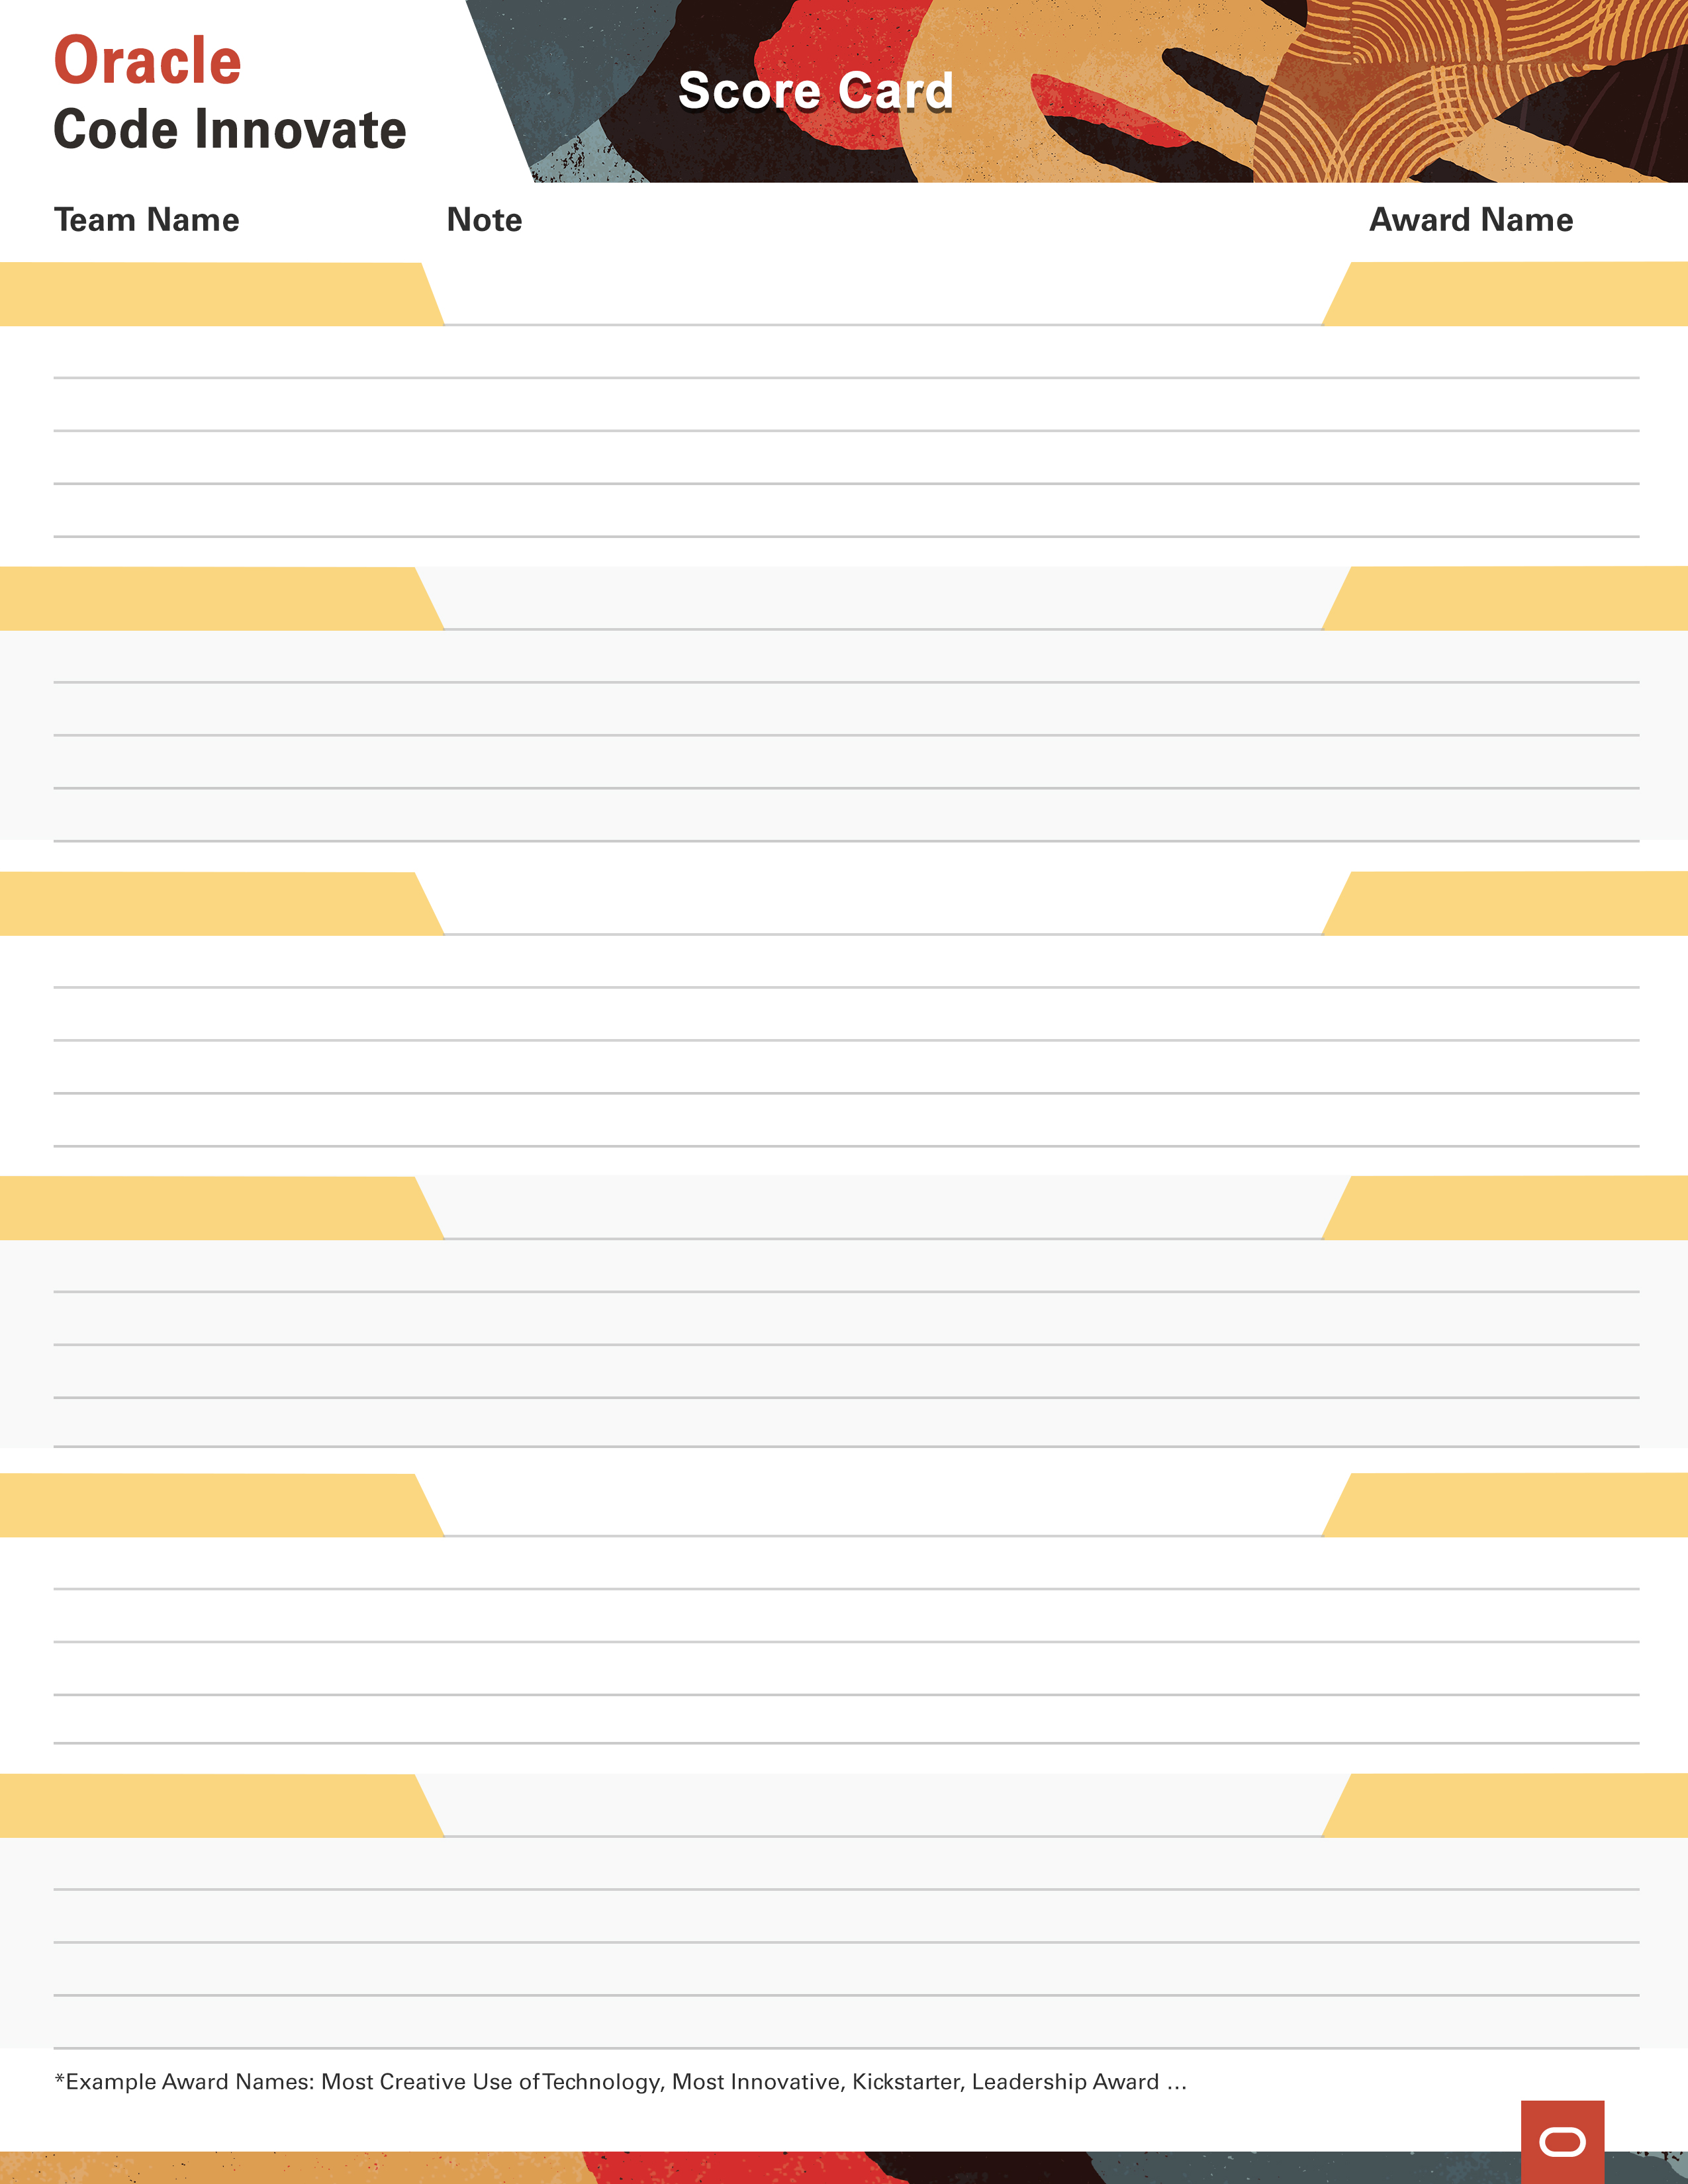 Oracle
Code Innovate
Score Card
Team Name Note Award Name
*Example Award Names: Most Creative Use of Technology, Most Innovative, Kickstarter, Leadership Award ...